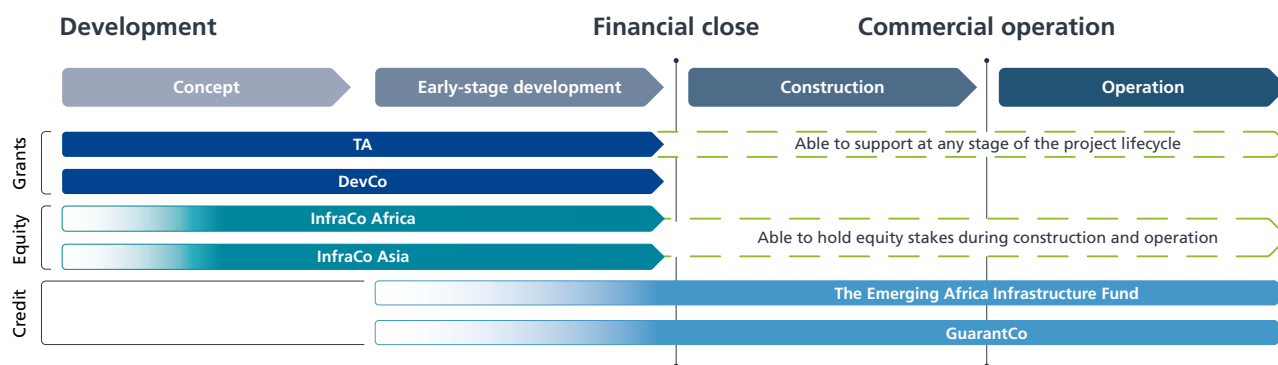 Development
Financial close
Commercial operation
Concept
Early-stage development
Construction
Operation
Grants
TA
Able to support at any stage of the project lifecycle
DevCo
Equity
InfraCo Africa
Able to hold equity stakes during construction and operation
InfraCo Asia
Credit
The Emerging Africa Infrastructure Fund
GuarantCo